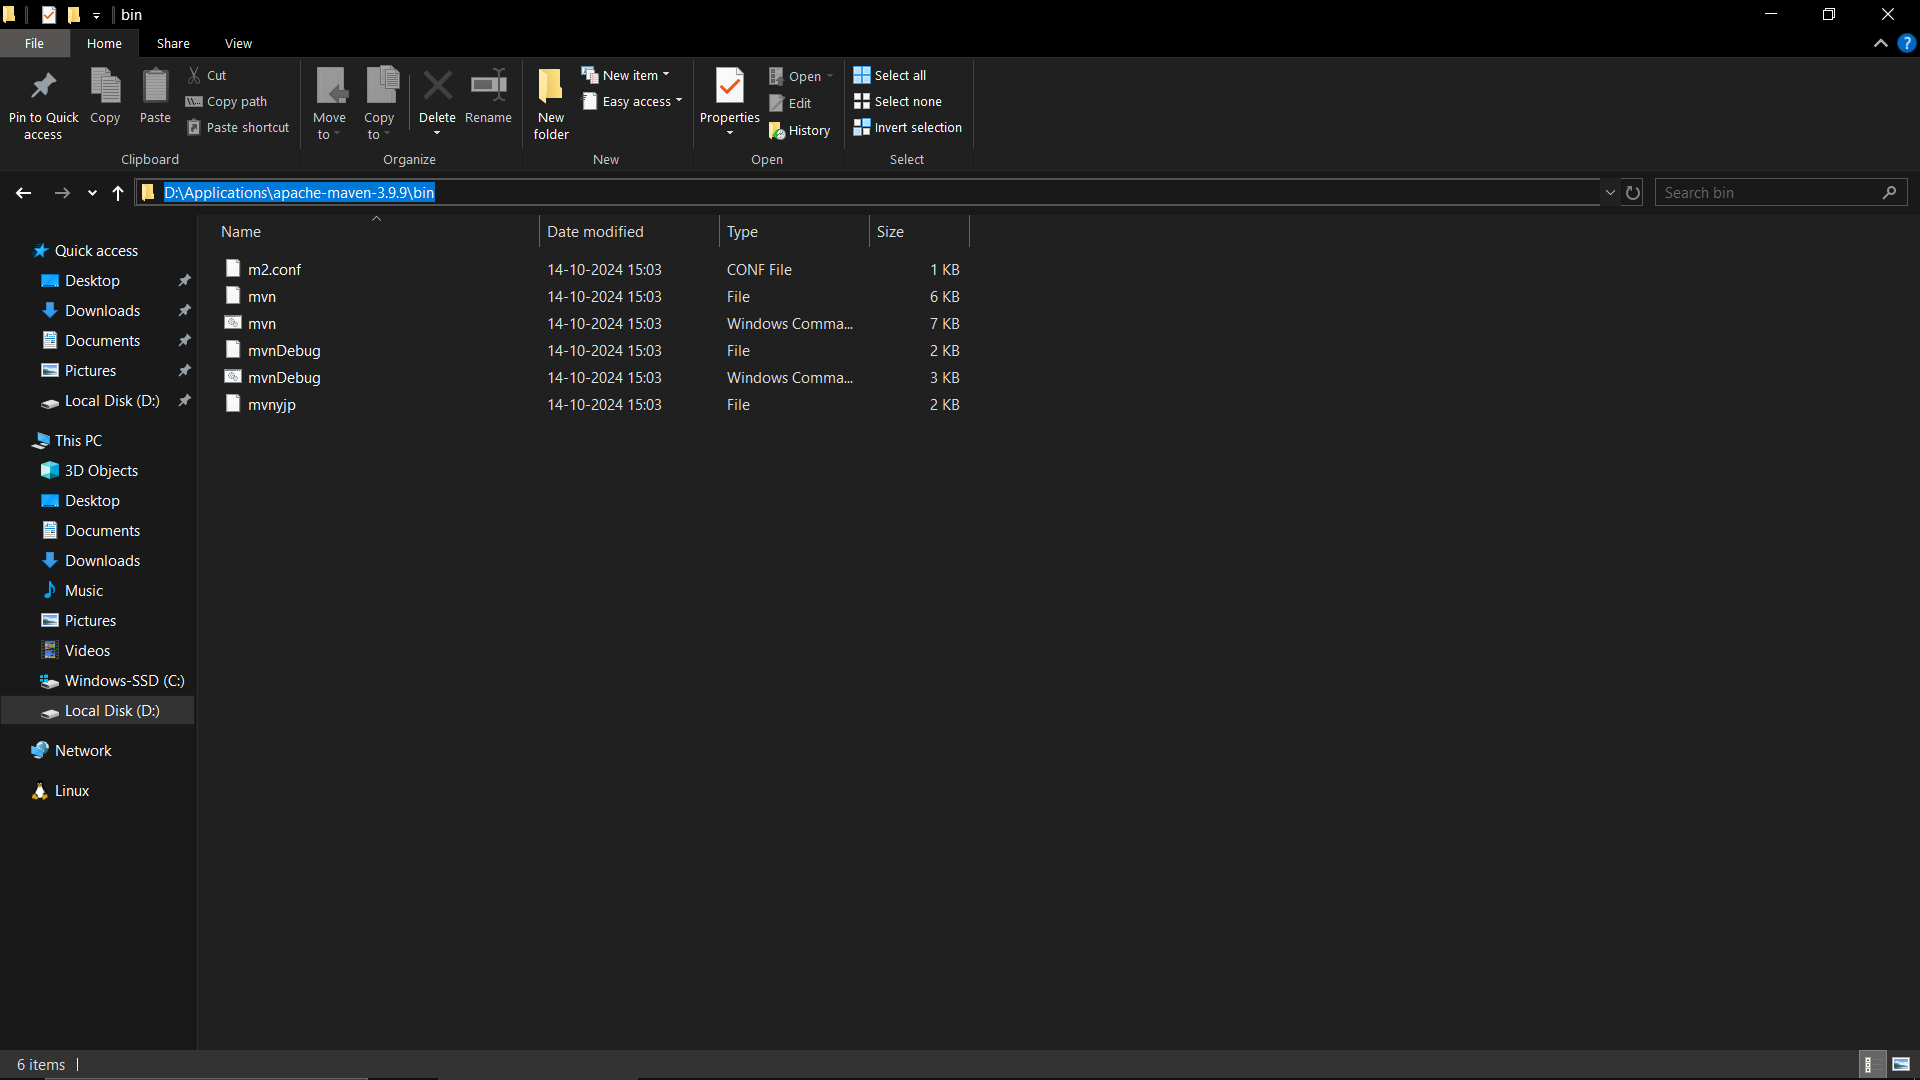 bin
File Home Share View
Pin to Quick access
Copy
Paste
Cut
Copy path
Paste shortcut
Clipboard
Move to
Copy to
Delete
Rename
Organize
New folder
New item
Easy access
New
Properties
Open
Edit
History
Open
Select all
Select none
Invert selection
Select
D:\Applications\apache-maven-3.9.9\bin
Search bin
Quick access
Desktop
Downloads
Documents
Pictures
Local Disk (D:)
This PC
3D Objects
Desktop
Documents
Downloads
Music
Pictures
Videos
Windows-SSD (C:)
Local Disk (D:)
Network
Linux
Name Date modified Type Size
m2.conf 14-10-2024 15:03 CONF File 1 KB
mvn 14-10-2024 15:03 File 6 KB
mvn 14-10-2024 15:03 Windows Comma... 7 KB
mvnDebug 14-10-2024 15:03 File 2 KB
mvnDebug 14-10-2024 15:03 Windows Comma... 3 KB
mvnyjp 14-10-2024 15:03 File 2 KB
6 items